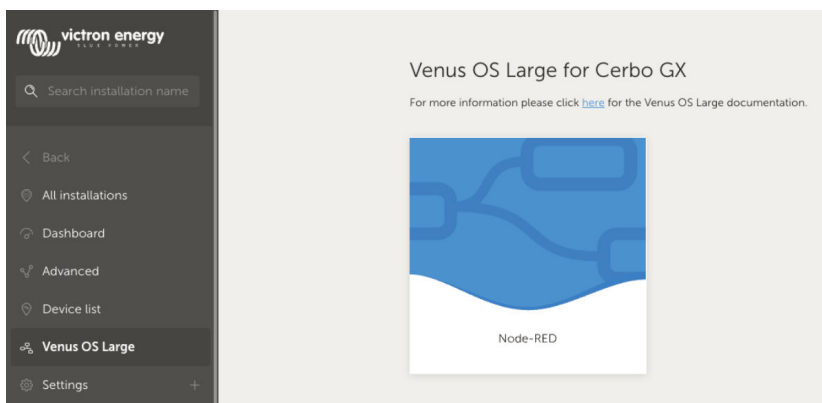 victron energy
BLUE POWER
Search installation name
Back
All installations
Dashboard
Advanced
Device list
Venus OS Large
Settings
Venus OS Large for Cerbo GX
For more information please click here for the Venus OS Large documentation.
Node-RED